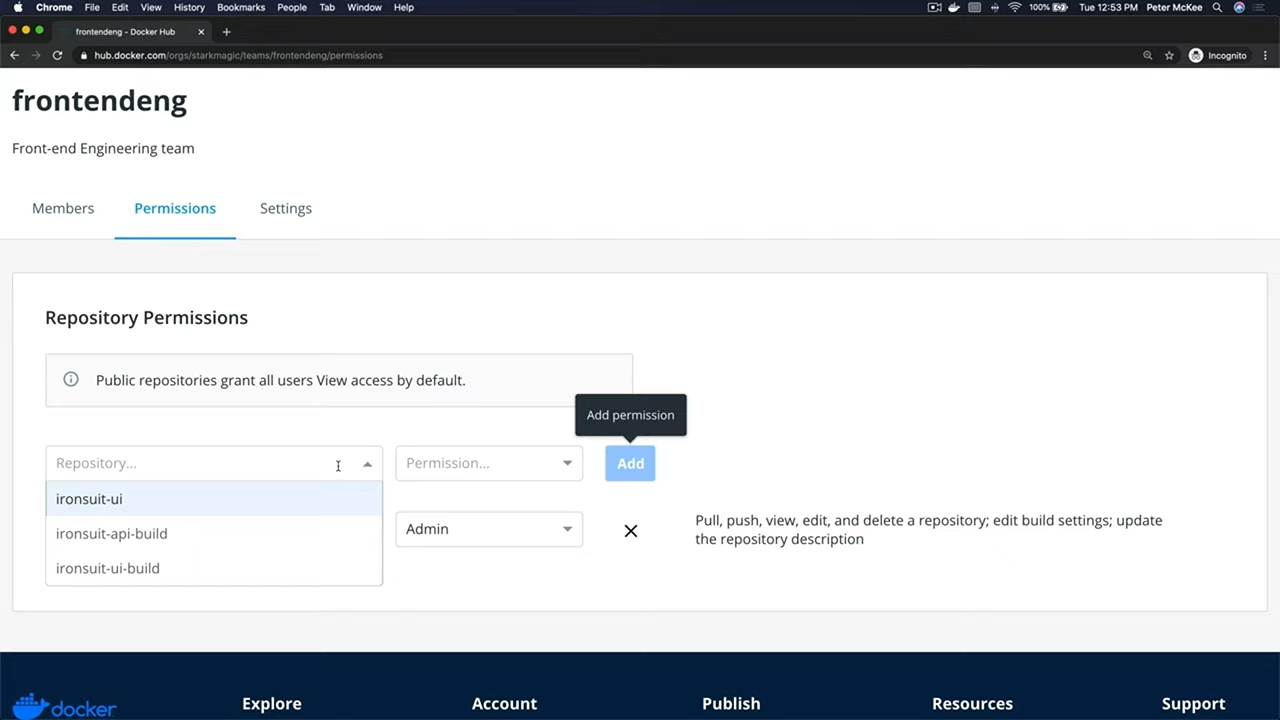 Chrome File Edit View History Bookmarks People Tab Window Help 100% Tue 12:53 PM Peter McKee
frontendeng - Docker Hub
hub.docker.com/orgs/starkmagic/teams/frontendeng/permissions Incognito
frontendeng
Front-end Engineering team
Members Permissions Settings
Repository Permissions
Public repositories grant all users View access by default.
Add permission
Repository... Permission... Add
ironsuit-ui
ironsuit-api-build
ironsuit-ui-build
Admin
Pull, push, view, edit, and delete a repository; edit build settings; update
the repository description
docker Explore Account Publish Resources Support